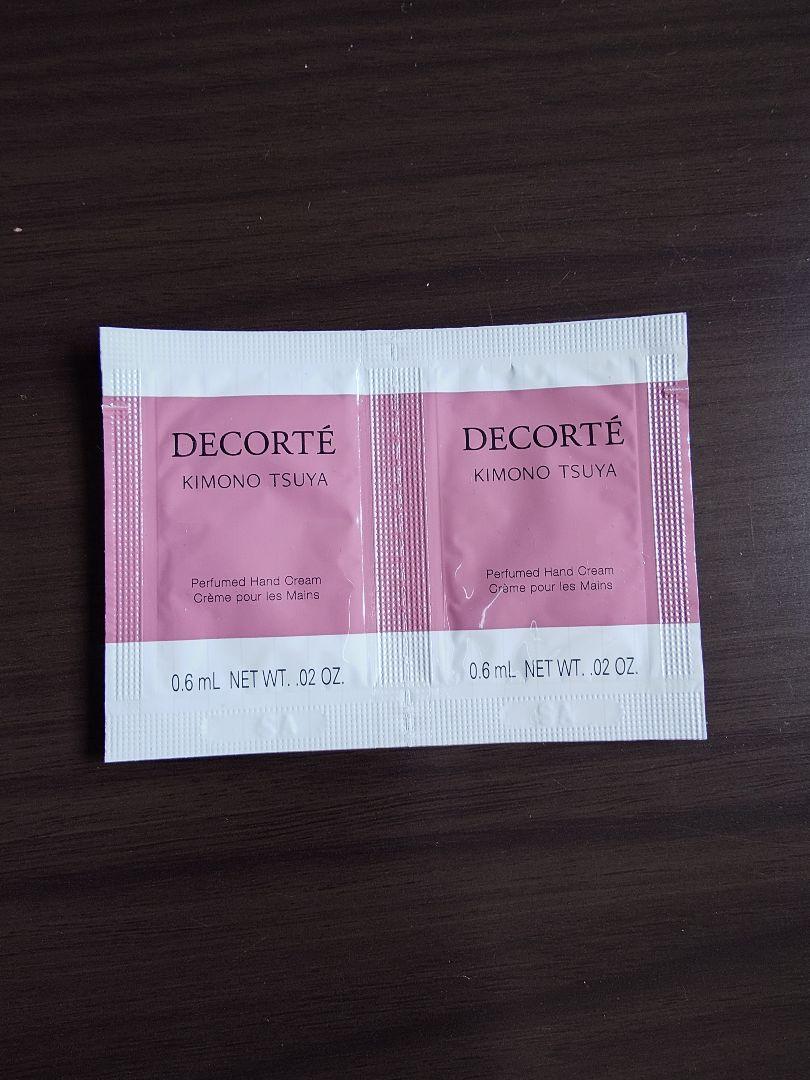 DECORTÉ
KIMONO TSUYA
Perfumed Hand Cream
Crème pour les Mains
0.6 mL NET WT. .02 OZ.
SA
DECORTÉ
KIMONO TSUYA
Perfumed Hand Cream
Crème pour les Mains
0.6 mL NET WT. .02 OZ.
SA